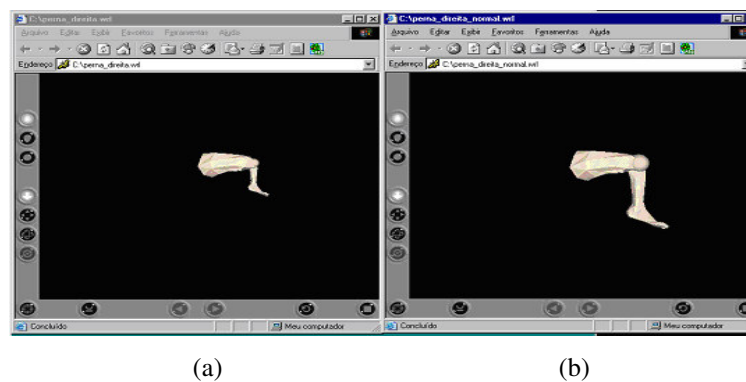 C:\perna_direita.wrl
Arquivo Editar Exibir Favoritos Ferramentas Ajuda
Endereço C:\perna_direita.wrl
Concluído Meu computador
C:\perna_direita_normal.wrl
Arquivo Editar Exibir Favoritos Ferramentas Ajuda
Endereço C:\perna_direita_normal.wrl
Concluído Meu computador
(a) (b)